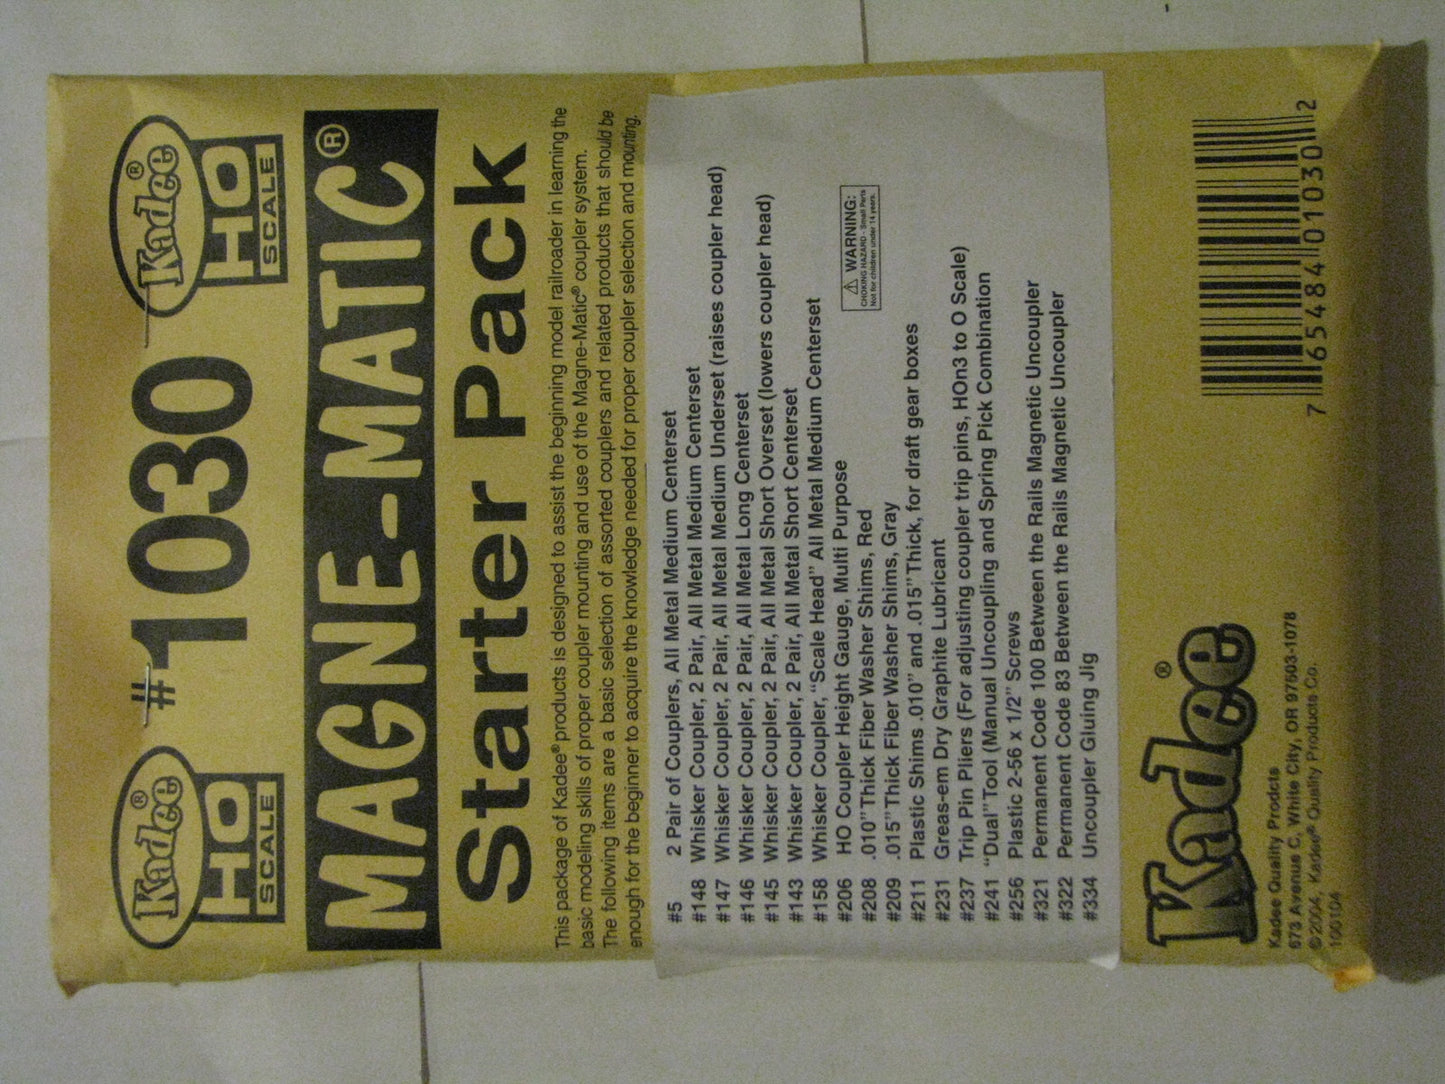 Kadee®
HO
SCALE
#1030
Kadee®
HO
SCALE
MAGNE-MATIC®
Starter Pack
This package of Kadee® products is designed to assist the beginning model railroader in learning the
basic modeling skills of proper coupler mounting and use of the Magne-Matic® coupler system.
The following items are a basic selection of assorted couplers and related products that should be
enough for the beginner to acquire the knowledge needed for proper coupler selection and mounting.
#5 2 Pair of Couplers, All Metal Medium Centerset
#148 Whisker Coupler, 2 Pair, All Metal Medium Centerset
#147 Whisker Coupler, 2 Pair, All Metal Medium Underset (raises coupler head)
#146 Whisker Coupler, 2 Pair, All Metal Long Centerset
#145 Whisker Coupler, 2 Pair, All Metal Short Overset (lowers coupler head)
#143 Whisker Coupler, 2 Pair, All Metal Short Centerset
#158 Whisker Coupler, “Scale Head” All Metal Medium Centerset
#206 HO Coupler Height Gauge, Multi Purpose
#208 .010” Thick Fiber Washer Shims, Red
#209 .015” Thick Fiber Washer Shims, Gray
#211 Plastic Shims .010” and .015” Thick, for draft gear boxes
#231 Greas-em Dry Graphite Lubricant
#237 Trip Pin Pliers (For adjusting coupler trip pins, HOn3 to O Scale)
#241 “Dual” Tool (Manual Uncoupling and Spring Pick Combination
#256 Plastic 2-56 x 1/2” Screws
#321 Permanent Code 100 Between the Rails Magnetic Uncoupler
#322 Permanent Code 83 Between the Rails Magnetic Uncoupler
#334 Uncoupler Gluing Jig
⚠ WARNING:
CHOKING HAZARD - Small Parts
Not for children under 14 years.
Kadee®
Kadee Quality Prodcts
673 Avenue C, White City, OR 97503-1078
©2004, Kadee® Quality Products Co.
100104
7 65484 01030 2